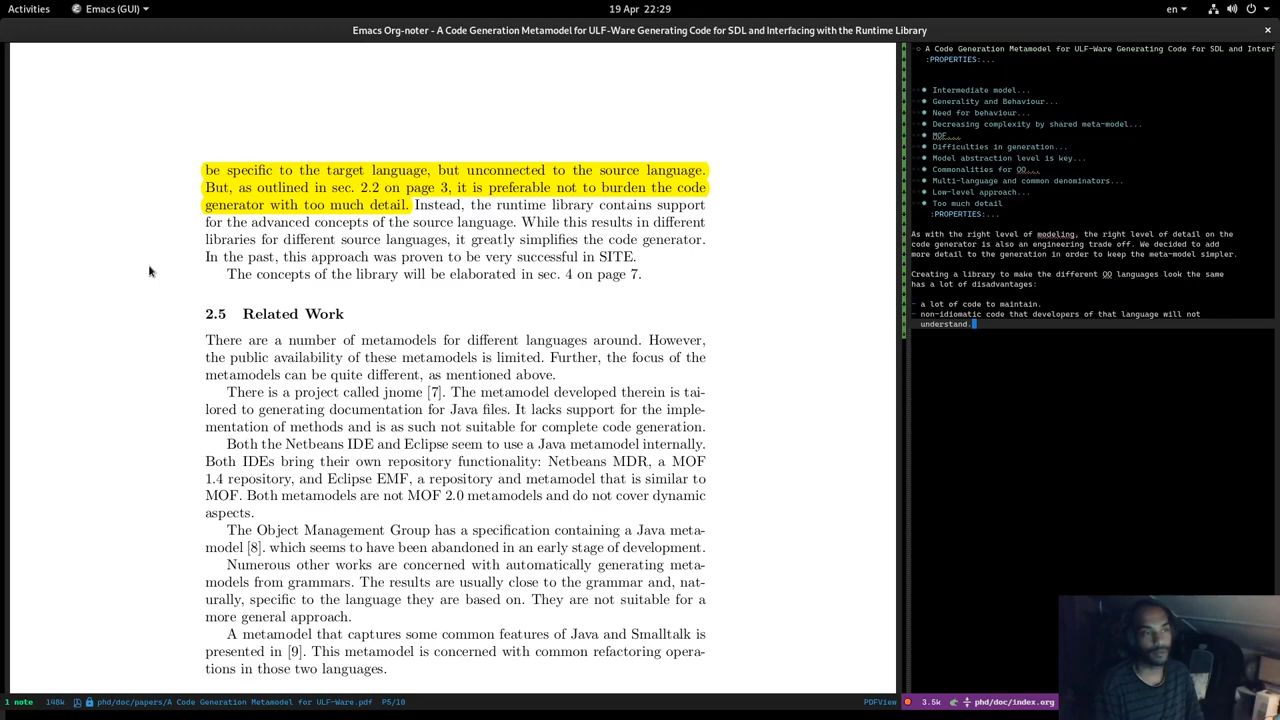 Activities
Emacs (GUI)
19 Apr 22:29
en
Emacs Org-noter - A Code Generation Metamodel for ULF-Ware Generating Code for SDL and Interfacing with the Runtime Library
be specific to the target language, but unconnected to the source language.
But, as outlined in sec. 2.2 on page 3, it is preferable not to burden the code
generator with too much detail. Instead, the runtime library contains support
for the advanced concepts of the source language. While this results in different
libraries for different source languages, it greatly simplifies the code generator.
In the past, this approach was proven to be very successful in SITE.
The concepts of the library will be elaborated in sec. 4 on page 7.
2.5 Related Work
There are a number of metamodels for different languages around. However,
the public availability of these metamodels is limited. Further, the focus of the
metamodels can be quite different, as mentioned above.
There is a project called jnome [7]. The metamodel developed therein is tai-
lored to generating documentation for Java files. It lacks support for the imple-
mentation of methods and is as such not suitable for complete code generation.
Both the Netbeans IDE and Eclipse seem to use a Java metamodel internally.
Both IDEs bring their own repository functionality: Netbeans MDR, a MOF
1.4 repository, and Eclipse EMF, a repository and metamodel that is similar to
MOF. Both metamodels are not MOF 2.0 metamodels and do not cover dynamic
aspects.
The Object Management Group has a specification containing a Java meta-
model [8]. which seems to have been abandoned in an early stage of development.
Numerous other works are concerned with automatically generating meta-
models from grammars. The results are usually close to the grammar and, nat-
urally, specific to the language they are based on. They are not suitable for a
more general approach.
A metamodel that captures some common features of Java and Smalltalk is
presented in [9]. This metamodel is concerned with common refactoring opera-
tions in those two languages.
1 note 148k phd/doc/papers/A Code Generation Metamodel for ULF-Ware.pdf P5/10 PDFView
A Code Generation Metamodel for ULF-Ware Generating Code for SDL and Interf
:PROPERTIES:...
Intermediate model...
Generality and Behaviour...
Need for behaviour...
Decreasing complexity by shared meta-model...
MOF...
Difficulties in generation...
Model abstraction level is key...
Commonalities for OO...
Multi-language and common denominators...
Low-level approach...
Too much detail
:PROPERTIES:...
As with the right level of modeling, the right level of detail on the
code generator is also an engineering trade off. We decided to add
more detail to the generation in order to keep the meta-model simpler.
Creating a library to make the different OO languages look the same
has a lot of disadvantages:
- a lot of code to maintain.
- non-idiomatic code that developers of that language will not
understand.
3.5k phd/doc/index.org